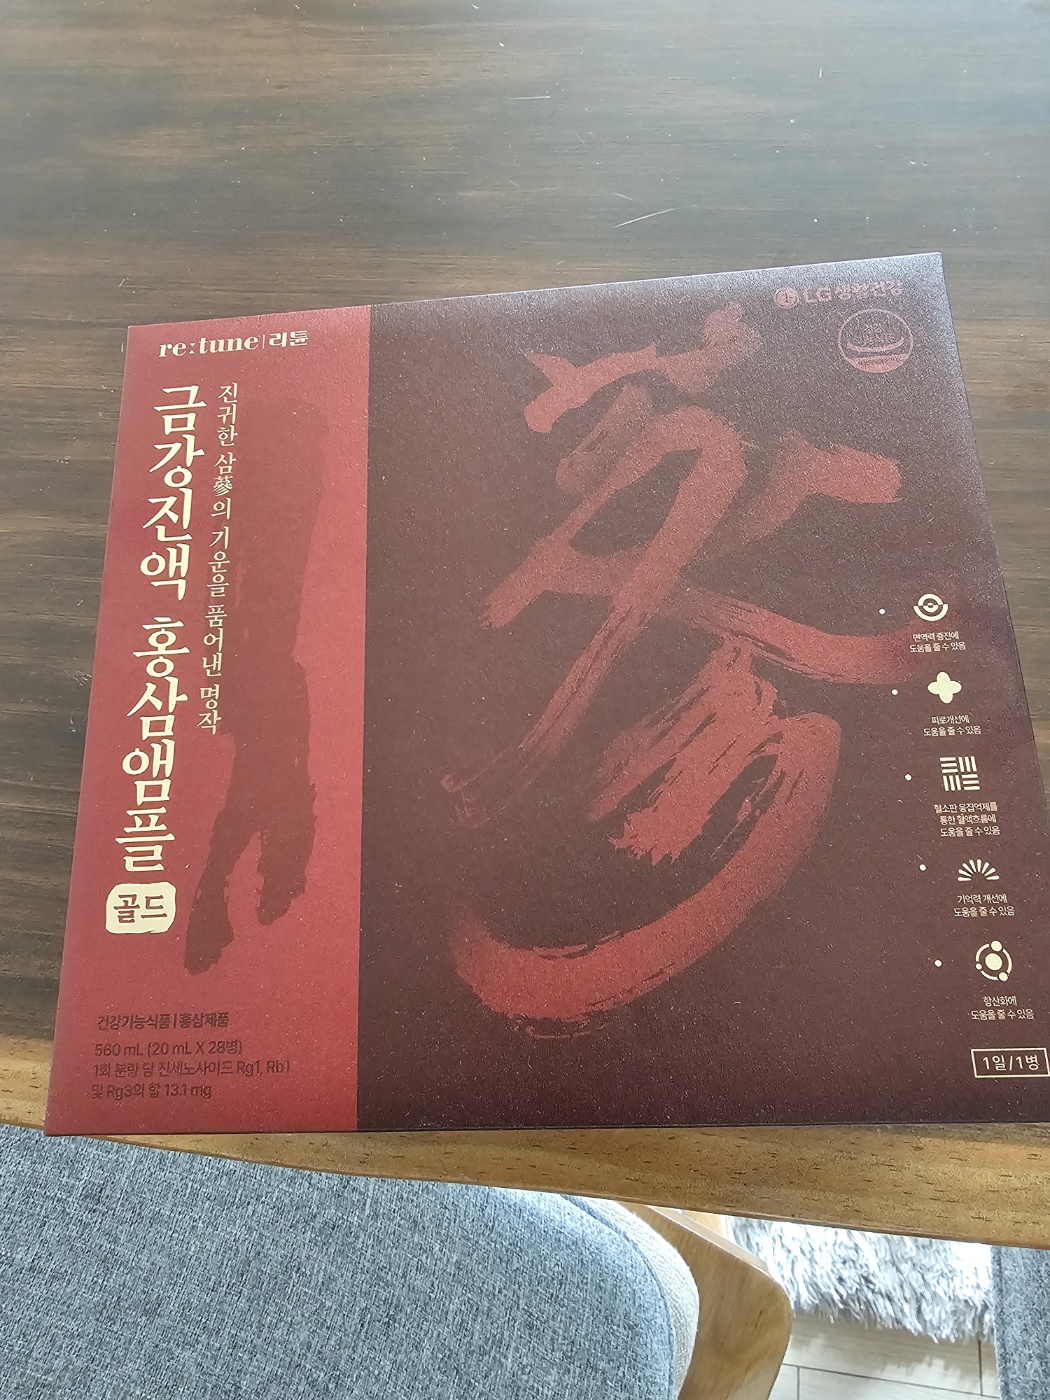 re:tune|리튠
금강진액 홍삼앰플
골드
진귀한 삼蔘의 기운을 품어낸 명작
건강기능식품 | 홍삼제품
560 mL (20 mL X 28병)
1회 분량 당 진세노사이드 Rg1, Rb1
및 Rg3의 합 13.1 mg
蔘
LG생활건강
면역력 증진에
도움을 줄 수 있음
피로개선에
도움을 줄 수 있음
혈소판 응집억제를
통한 혈액흐름에
도움을 줄 수 있음
기억력 개선에
도움을 줄 수 있음
항산화에
도움을 줄 수 있음
1일/1병